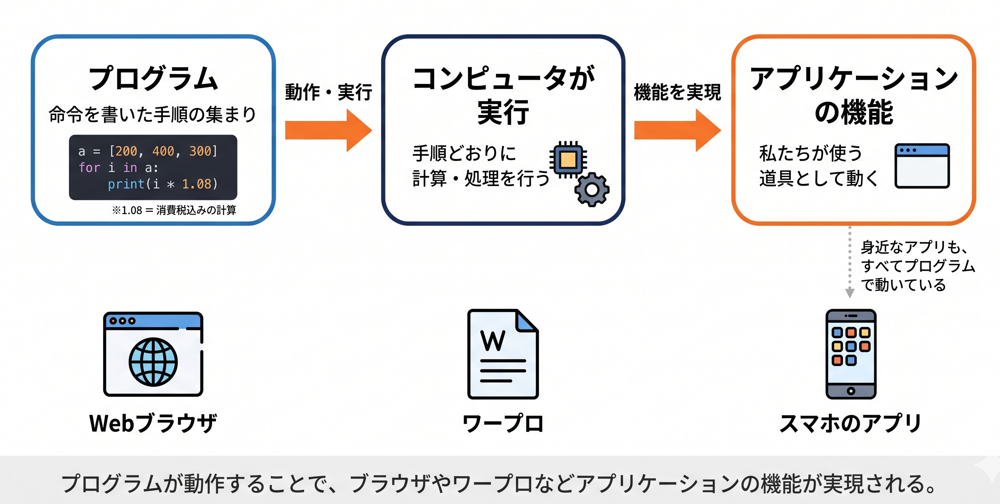 プログラム
命令を書いた手順の集まり
a = [200, 400, 300]
for i in a:
    print(i * 1.08)
※1.08 = 消費税込みの計算
動作・実行
コンピュータが
実行
手順どおりに
計算・処理を行う
機能を実現
アプリケーション
の機能
私たちが使う
道具として動く
身近なアプリも、
すべてプログラム
で動いている
W
Webブラウザ
ワープロ
スマホのアプリ
プログラムが動作することで、ブラウザやワープロなどアプリケーションの機能が実現される。